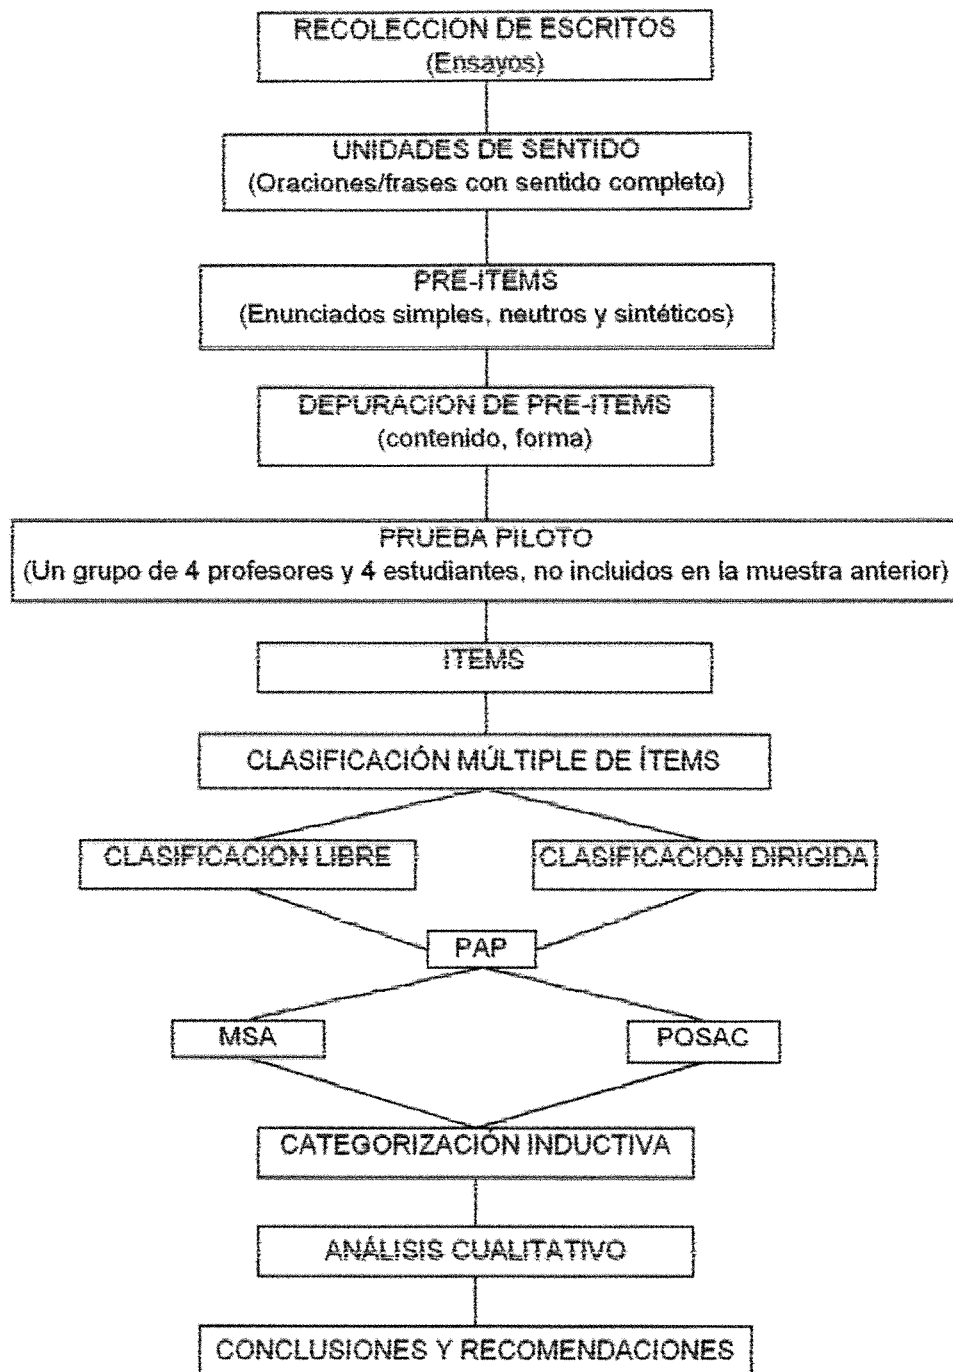 RECOLECCION DE ESCRITOS
(Ensayos)
UNIDADES DE SENTIDO
(Oraciones/frases con sentido completo)
PRE-ITEMS
(Enunciados simples, neutros y sintéticos)
DEPURACION DE PRE-ITEMS
(contenido, forma)
PRUEBA PILOTO
(Un grupo de 4 profesores y 4 estudiantes, no incluidos en la muestra anterior)
ITEMS
CLASIFICACIÓN MÚLTIPLE DE ÍTEMS
CLASIFICACION LIBRE
CLASIFICACION DIRIGIDA
PAP
MSA
POSAC
CATEGORIZACIÓN INDUCTIVA
ANÁLISIS CUALITATIVO
CONCLUSIONES Y RECOMENDACIONES